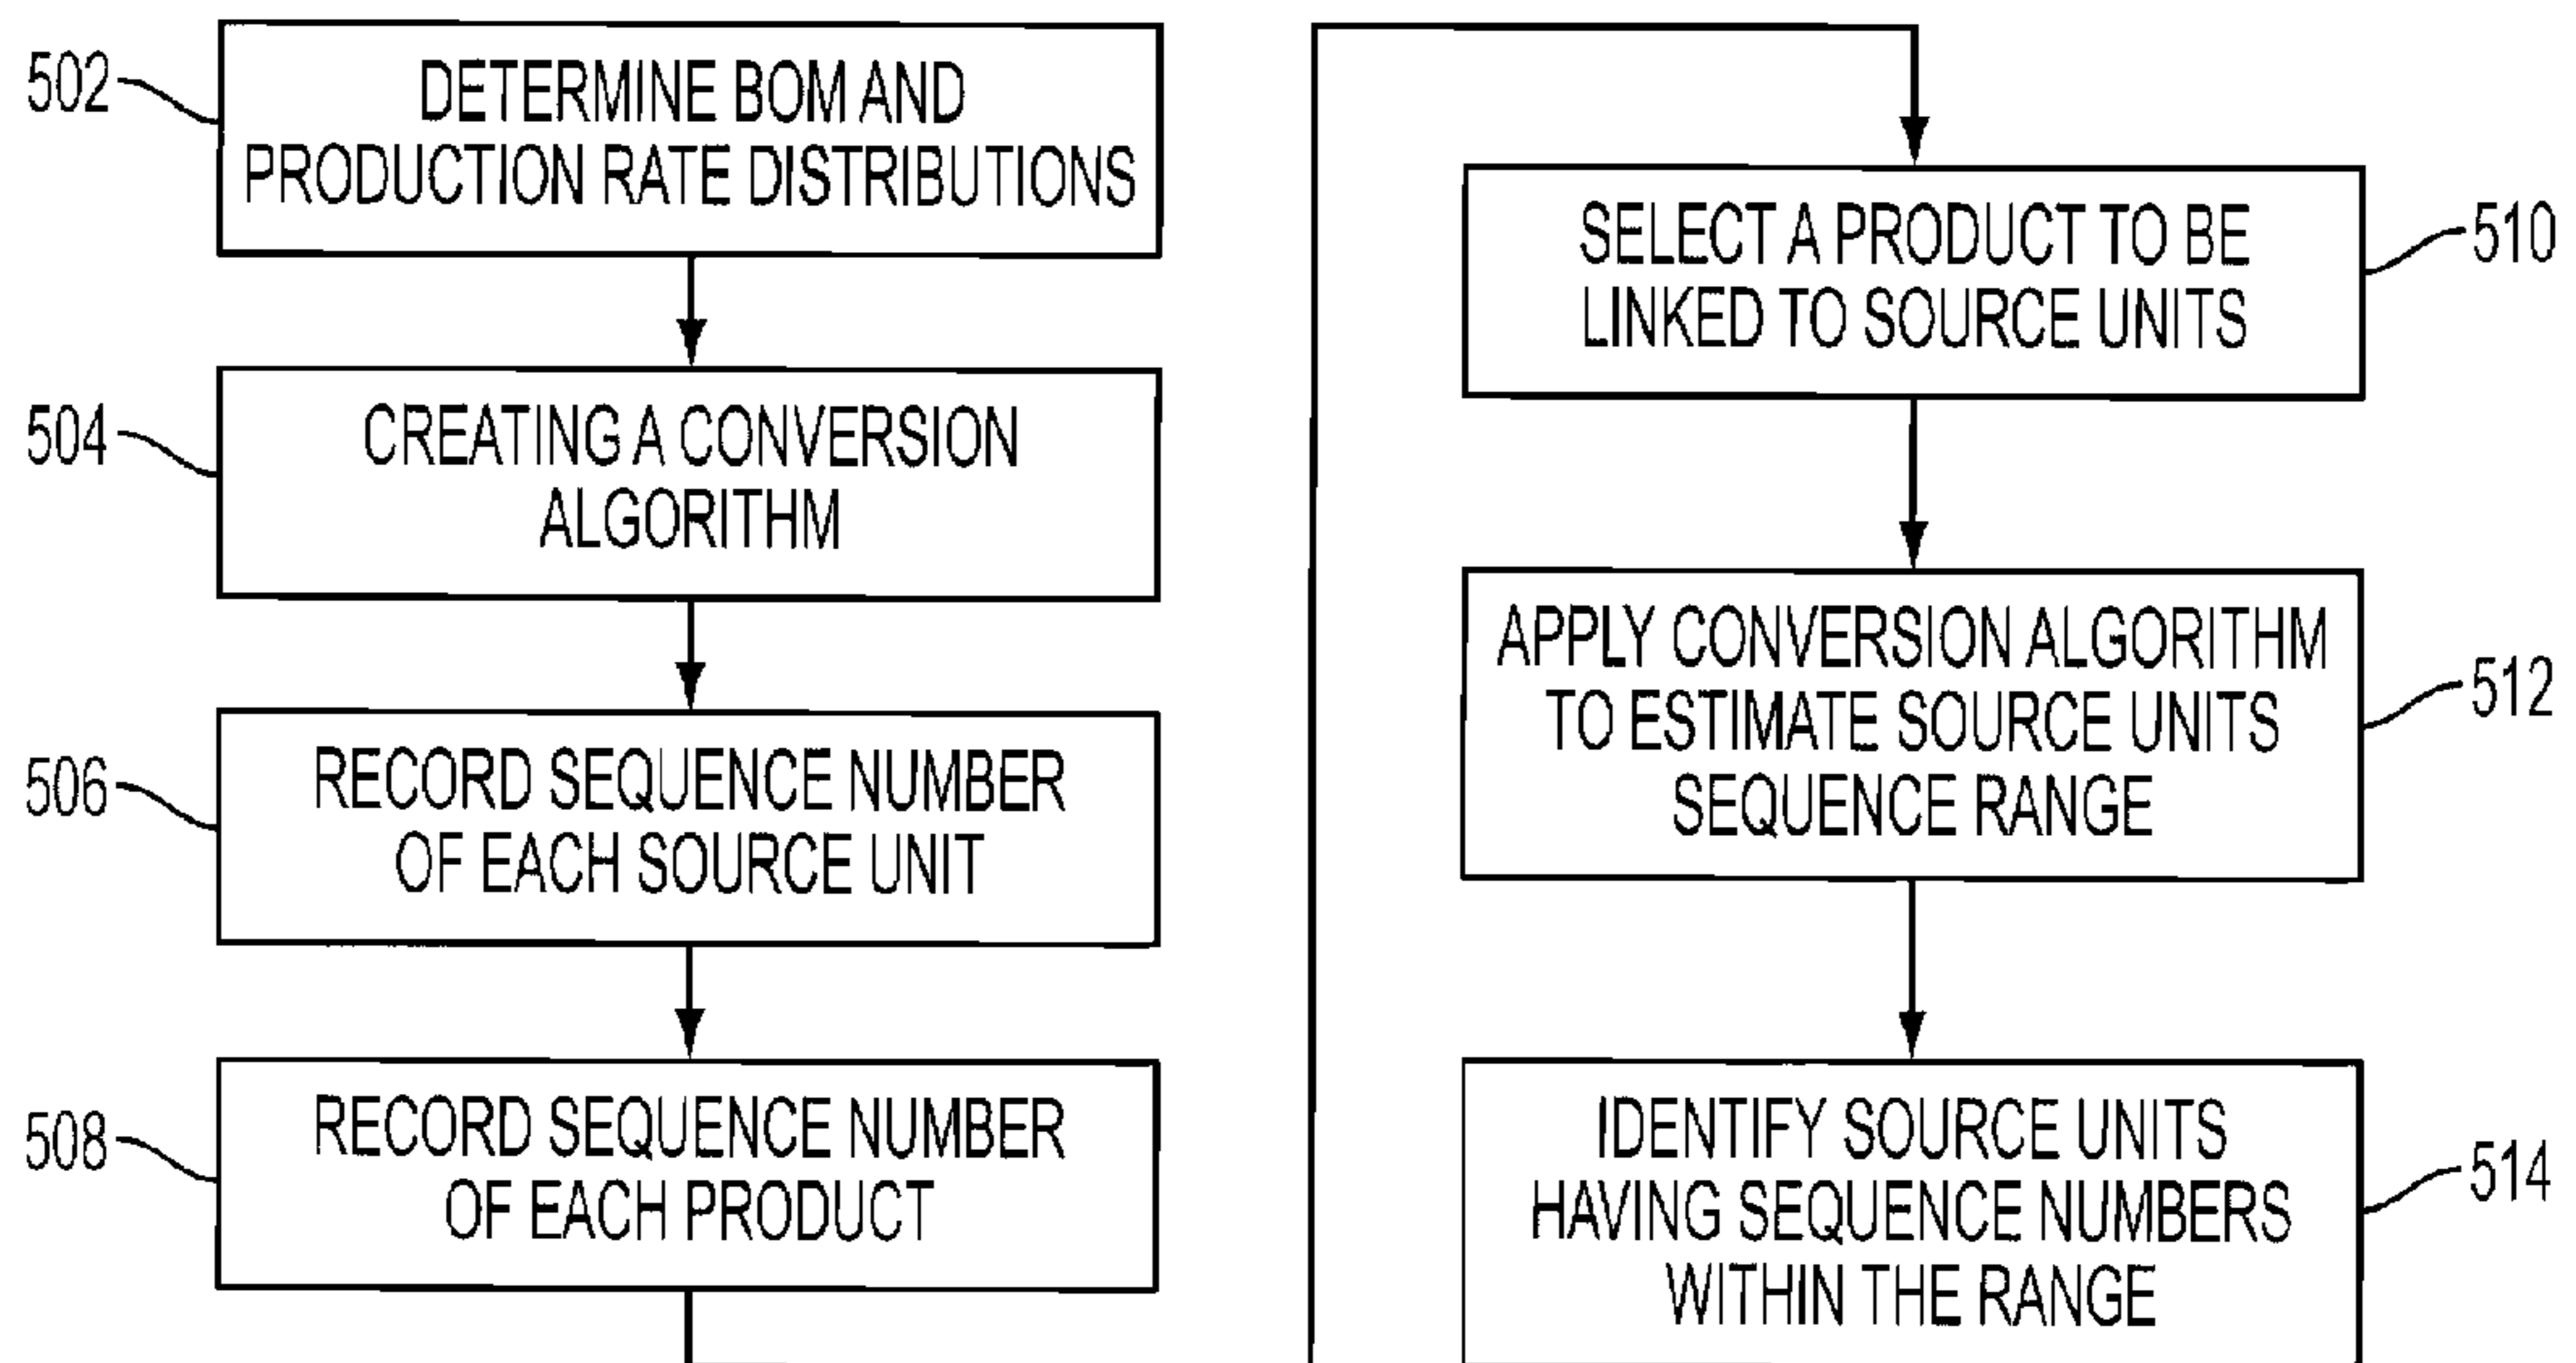 502
DETERMINE BOM AND
PRODUCTION RATE DISTRIBUTIONS
504
CREATING A CONVERSION
ALGORITHM
506
RECORD SEQUENCE NUMBER
OF EACH SOURCE UNIT
508
RECORD SEQUENCE NUMBER
OF EACH PRODUCT
SELECT A PRODUCT TO BE
LINKED TO SOURCE UNITS
510
APPLY CONVERSION ALGORITHM
TO ESTIMATE SOURCE UNITS
SEQUENCE RANGE
512
IDENTIFY SOURCE UNITS
HAVING SEQUENCE NUMBERS
WITHIN THE RANGE
514